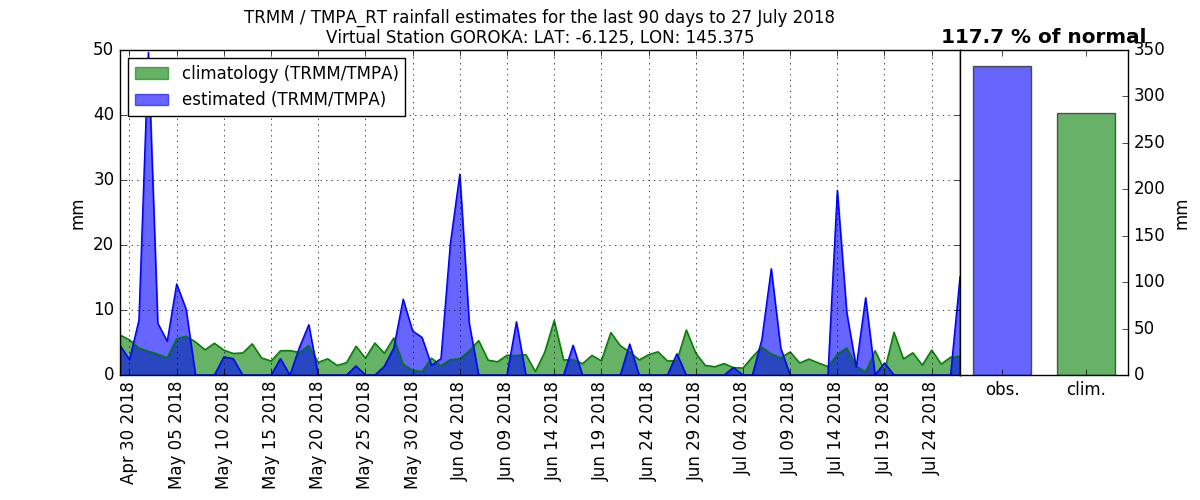 TRMM / TMPA_RT rainfall estimates for the last 90 days to 27 July 2018
Virtual Station GOROKA: LAT: -6.125, LON: 145.375
117.7 % of normal
climatology (TRMM/TMPA)
estimated (TRMM/TMPA)
50
40
30
20
10
0
mm
Apr 30 2018
May 05 2018
May 10 2018
May 15 2018
May 20 2018
May 25 2018
May 30 2018
Jun 04 2018
Jun 09 2018
Jun 14 2018
Jun 19 2018
Jun 24 2018
Jun 29 2018
Jul 04 2018
Jul 09 2018
Jul 14 2018
Jul 19 2018
Jul 24 2018
obs.
clim.
350
300
250
200
150
100
50
0
mm